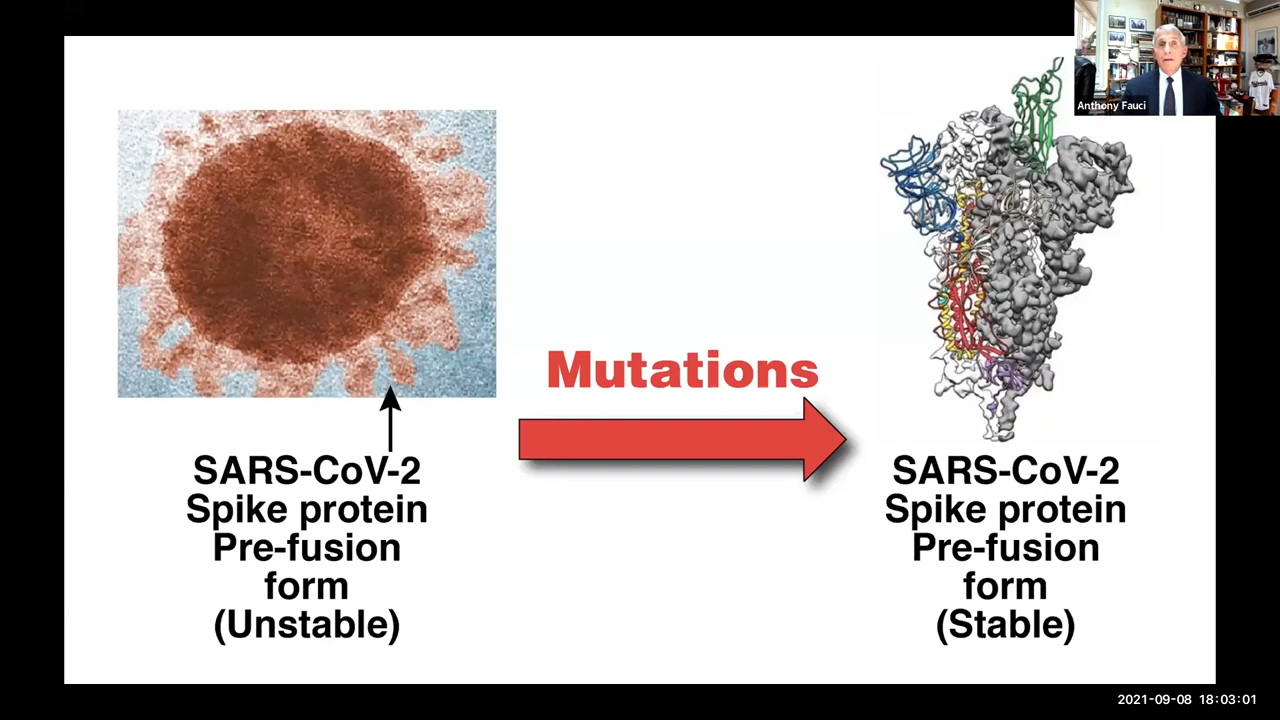 Anthony Fauci
Mutations
SARS-CoV-2
Spike protein
Pre-fusion
form
(Unstable)
SARS-CoV-2
Spike protein
Pre-fusion
form
(Stable)
2021-09-08 18:03:01